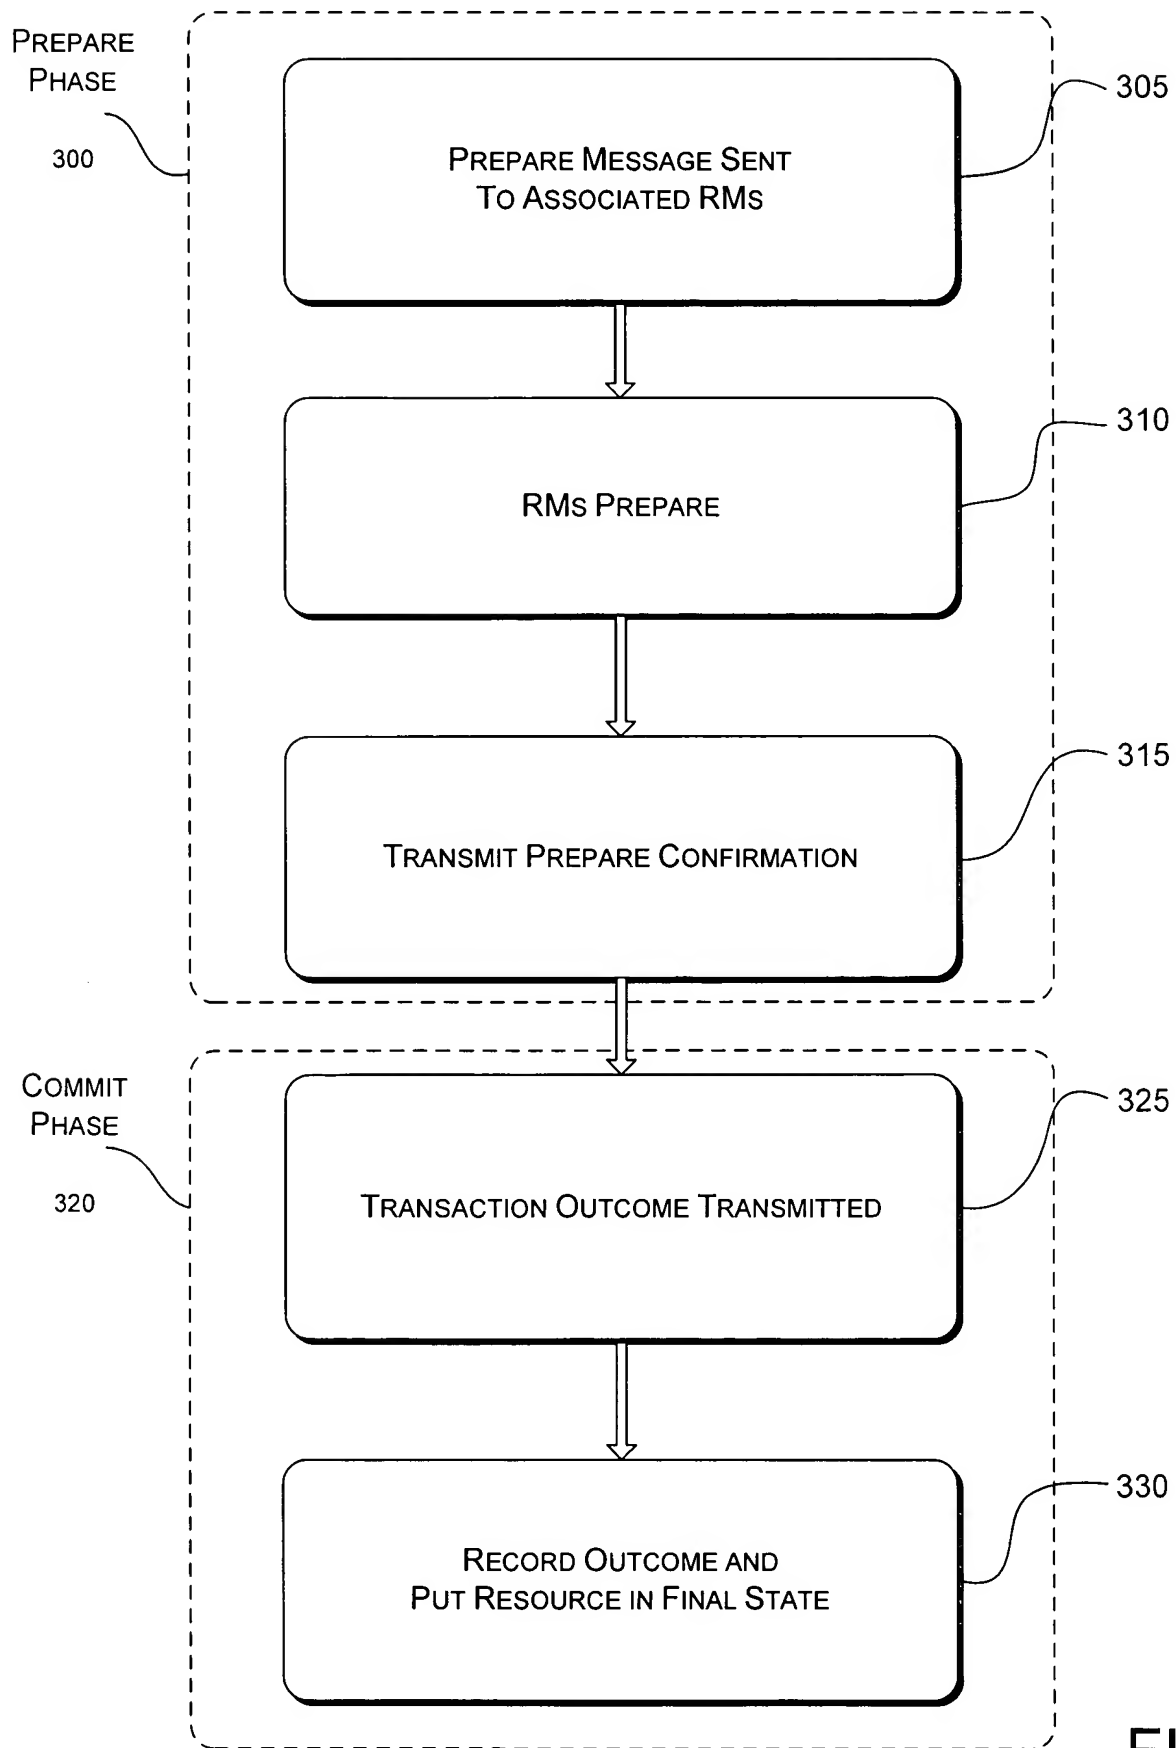 PREPARE
PHASE
300
305
PREPARE MESSAGE SENT
TO ASSOCIATED RMS
310
RMS PREPARE
315
TRANSMIT PREPARE CONFIRMATION
COMMIT
PHASE
320
325
TRANSACTION OUTCOME TRANSMITTED
330
RECORD OUTCOME AND
PUT RESOURCE IN FINAL STATE